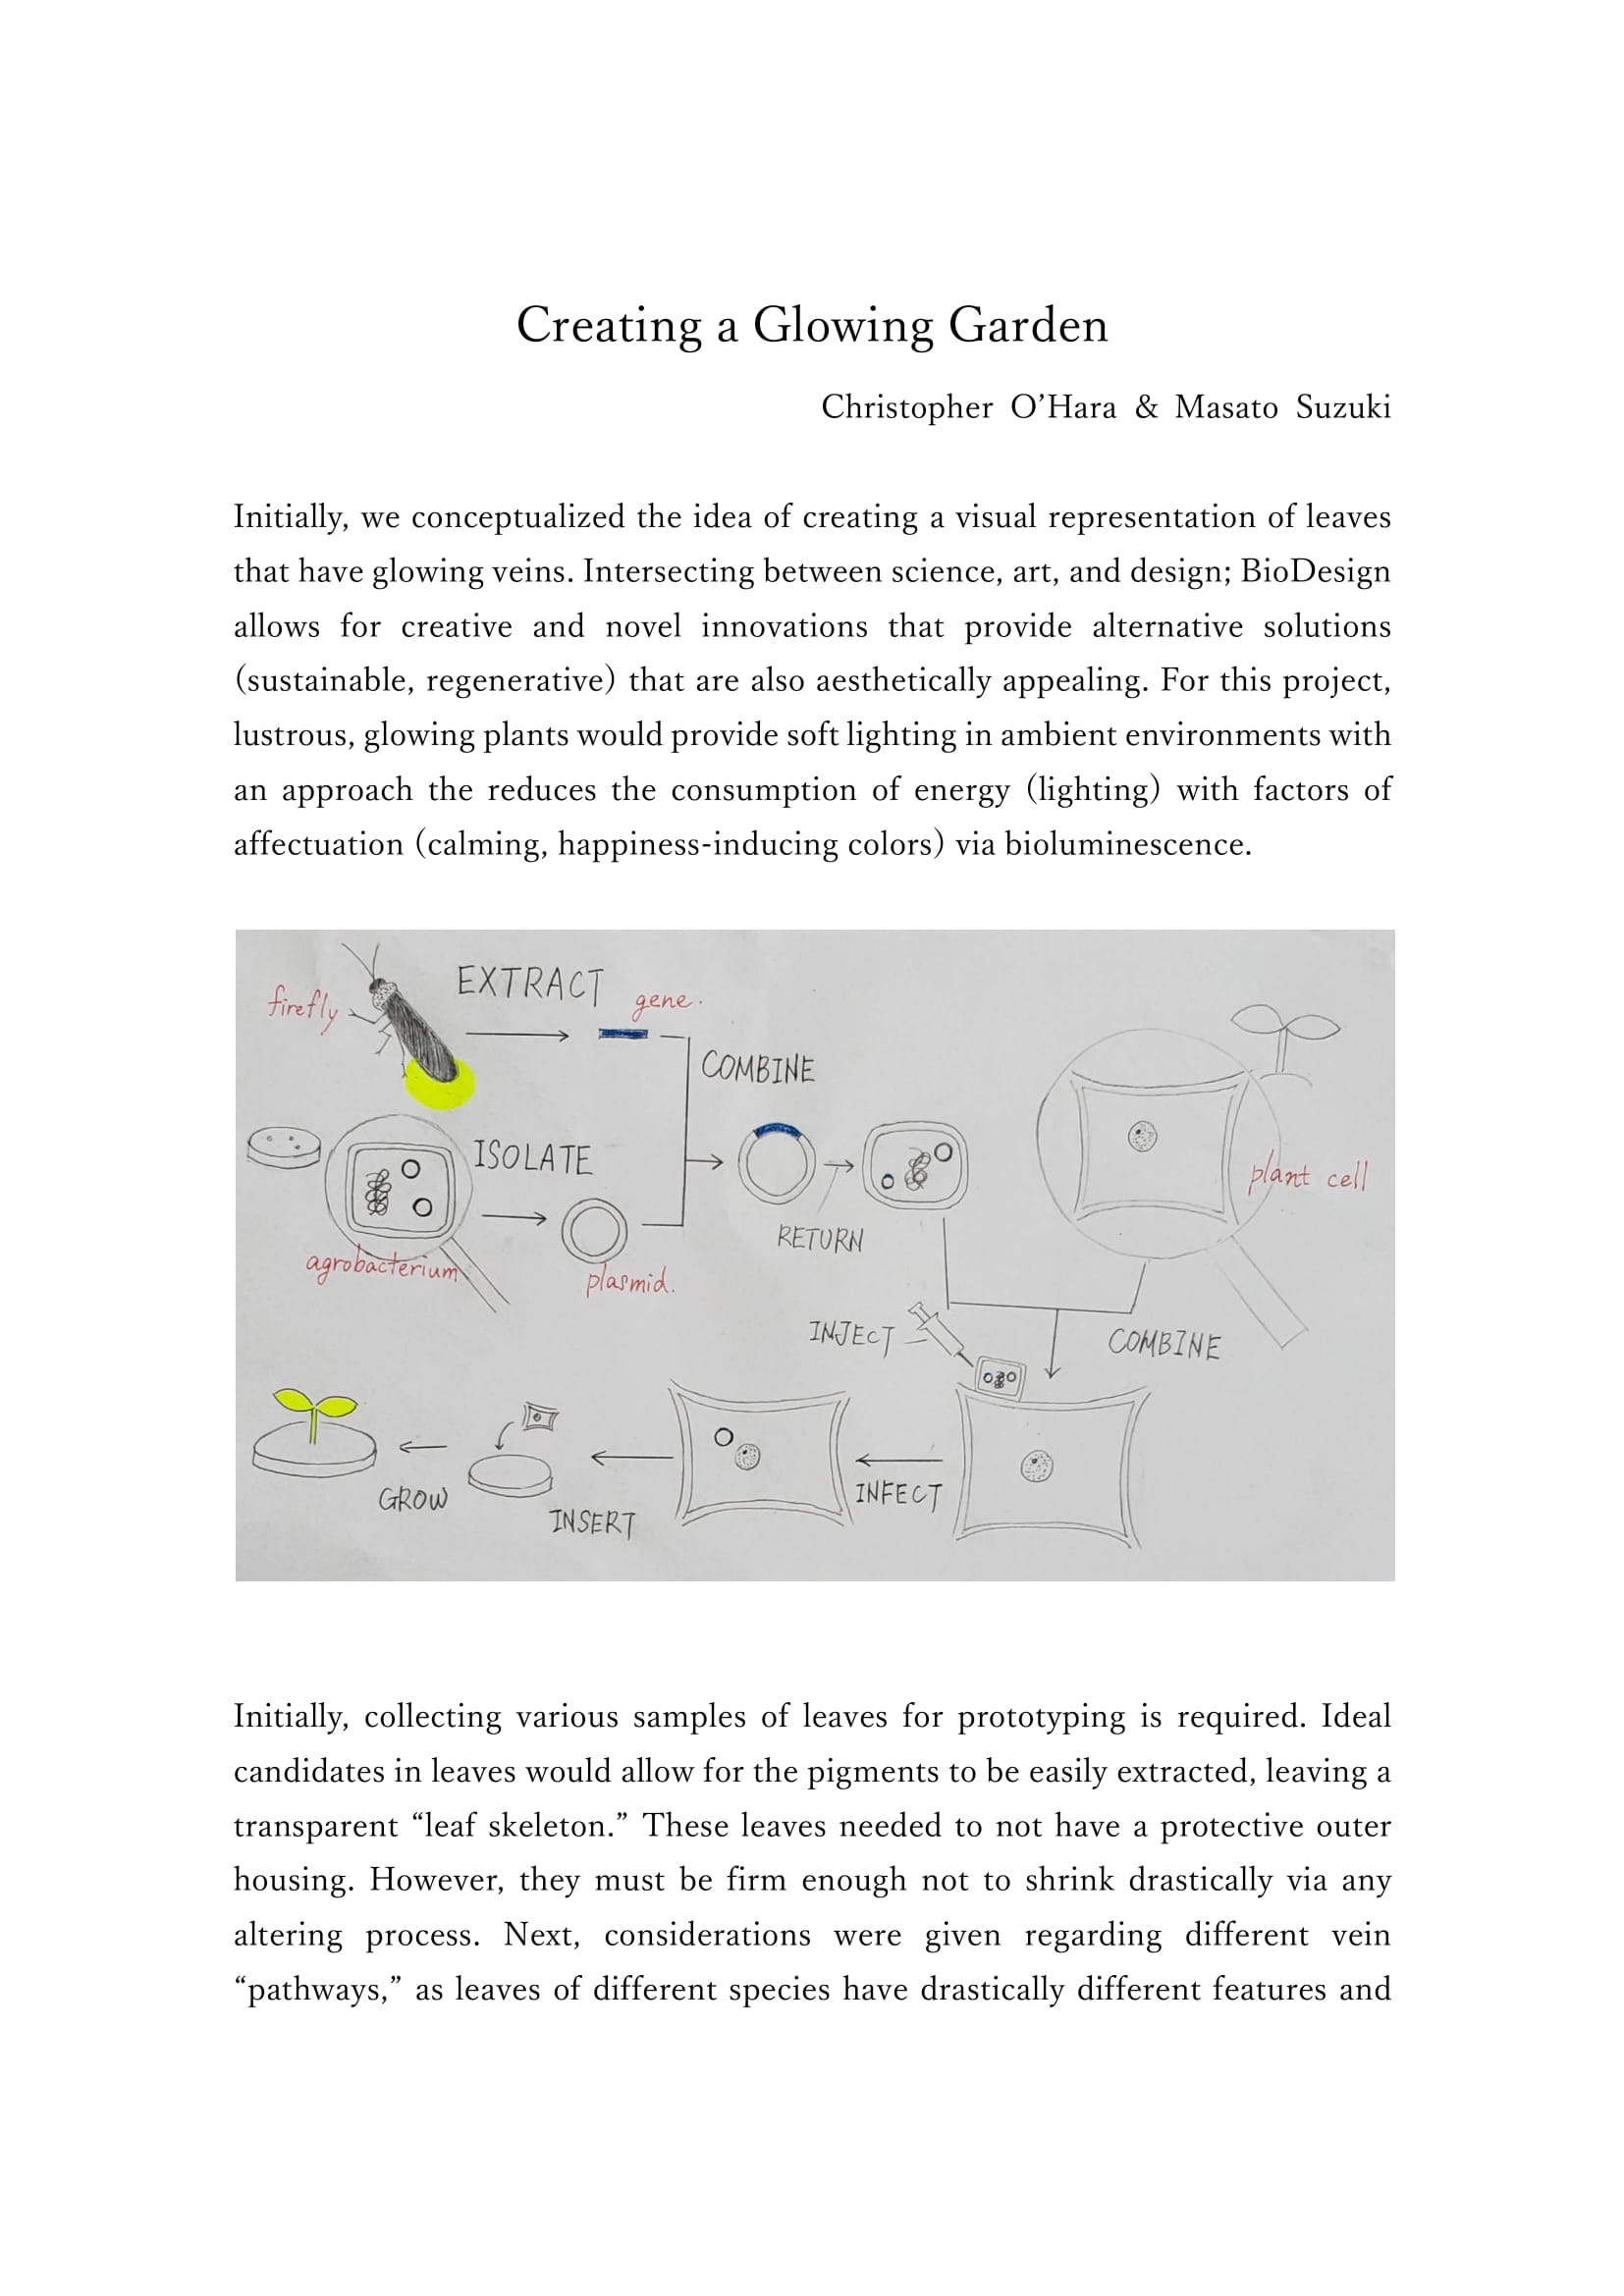 Creating a Glowing Garden
Christopher O’Hara & Masato Suzuki
Initially, we conceptualized the idea of creating a visual representation of leaves
that have glowing veins. Intersecting between science, art, and design; BioDesign
allows for creative and novel innovations that provide alternative solutions
(sustainable, regenerative) that are also aesthetically appealing. For this project,
lustrous, glowing plants would provide soft lighting in ambient environments with
an approach the reduces the consumption of energy (lighting) with factors of
affectuation (calming, happiness-inducing colors) via bioluminescence.
EXTRACT
firefly
gene.
COMBINE
ISOLATE
plant cell
RETURN
agrobacterium
plasmid.
INJECT
COMBINE
INFECT
GROW
INSERT
Initially, collecting various samples of leaves for prototyping is required. Ideal
candidates in leaves would allow for the pigments to be easily extracted, leaving a
transparent “leaf skeleton.” These leaves needed to not have a protective outer
housing. However, they must be firm enough not to shrink drastically via any
altering process. Next, considerations were given regarding different vein
“pathways,” as leaves of different species have drastically different features and